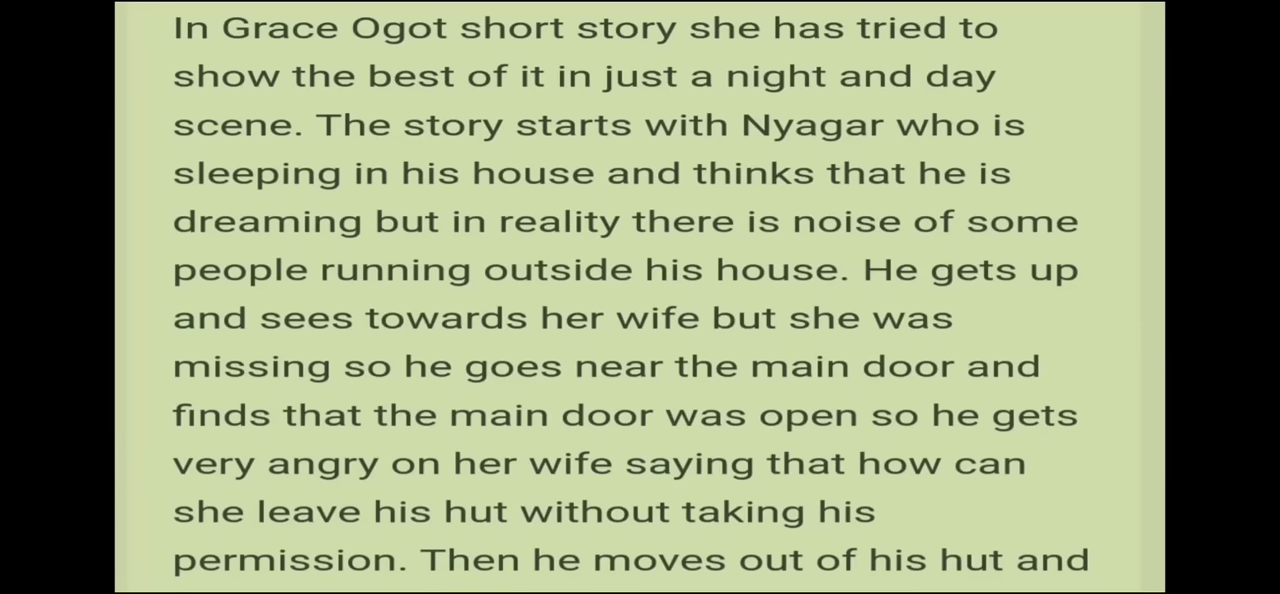 In Grace Ogot short story she has tried to
show the best of it in just a night and day
scene. The story starts with Nyagar who is
sleeping in his house and thinks that he is
dreaming but in reality there is noise of some
people running outside his house. He gets up
and sees towards her wife but she was
missing so he goes near the main door and
finds that the main door was open so he gets
very angry on her wife saying that how can
she leave his hut without taking his
permission. Then he moves out of his hut and